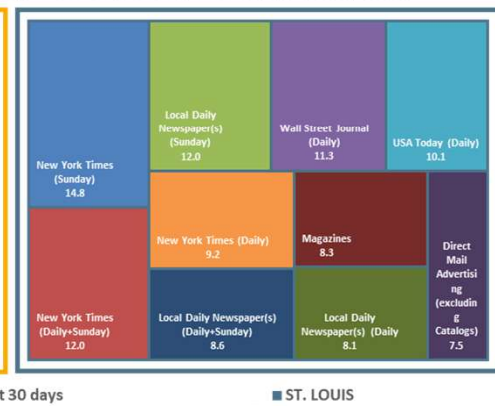 New York Times
(Sunday)
14.8
Local Daily
Newspaper(s)
(Sunday)
12.0
Wall Street Journal
(Daily)
11.3
USA Today (Daily)
10.1
New York Times
(Daily+Sunday)
12.0
New York Times (Daily)
9.2
Magazines
8.3
Local Daily Newspaper(s)
(Daily+Sunday)
8.6
Local Daily
Newspaper(s) (Daily
8.1
Direct
Mail
Advertisi
ng
(excludin
g
Catalogs)
7.5
t 30 days
ST. LOUIS